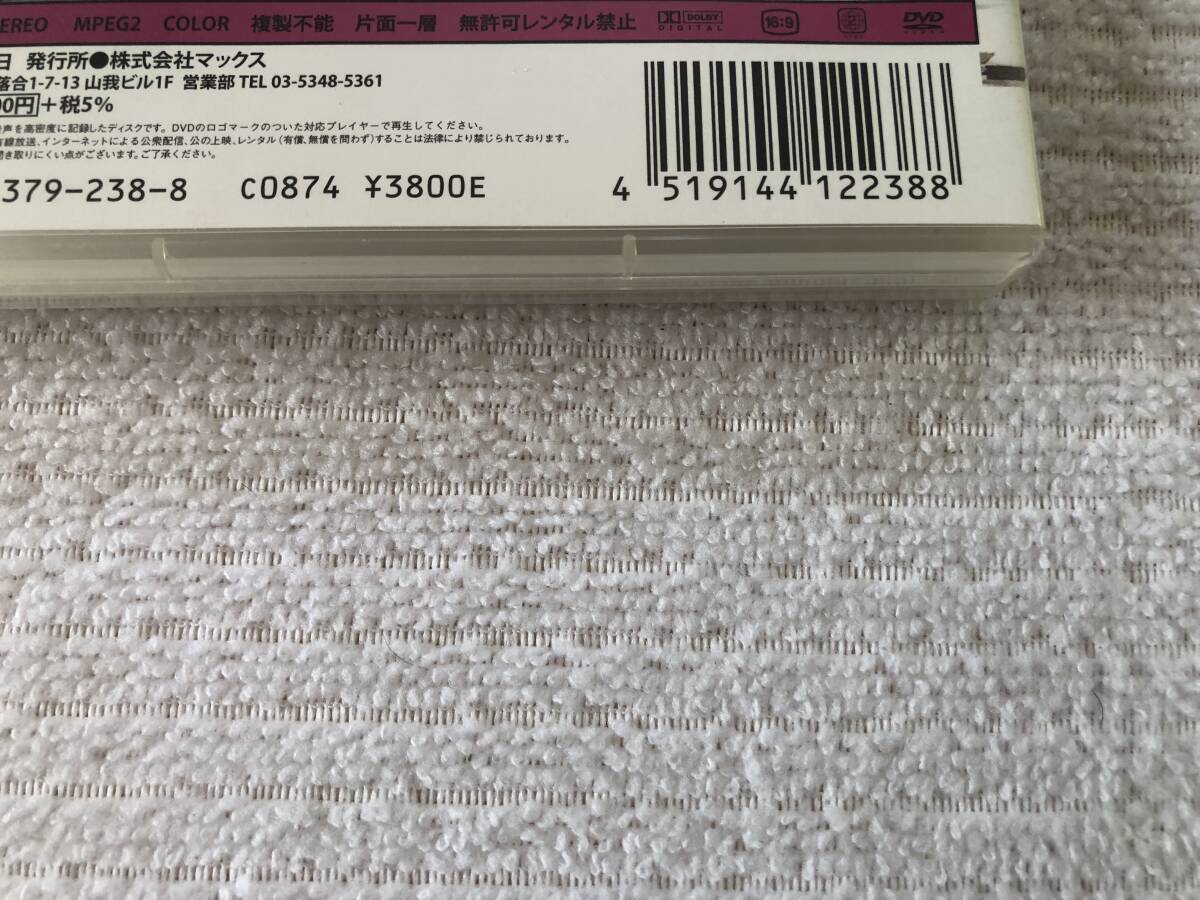 EREO MPEG2 COLOR 複製不能 片面一層 無許可レンタル禁止 DOLBY DIGITAL 16:9 2 DVD
日 発行所●株式会社マックス
落合1-7-13 山我ビル1F 営業部 TEL 03-5348-5361
00円+税5%
声を高密度に記録したディスクです。DVDのロゴマークのついた対応プレイヤーで再生してください。
有線放送、インターネットによる公衆配信、公の上映、レンタル(有償、無償を問わず)することは法律により禁じられております。
聞き取りにくい点がございます。ご了承ください。
379-238-8 C0874 ¥3800E
4 519144 122388